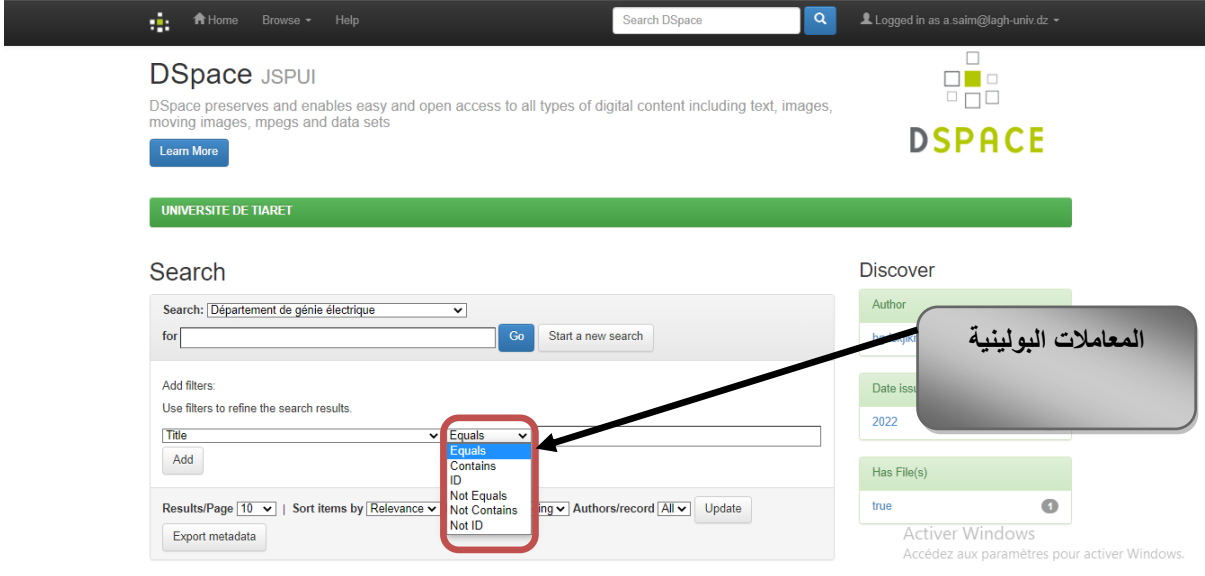 Home Browse Help Search DSpace Logged in as a.saim@lagh-univ.dz
DSpace JSPUI
DSpace preserves and enables easy and open access to all types of digital content including text, images,
moving images, mpegs and data sets
Learn More
DSPACE
UNIVERSITE DE TIARET
Search
Search: Département de génie électrique
for Go Start a new search
Add filters:
Use filters to refine the search results.
Title Equals
Add
Equals
Contains
ID
Not Equals
Not Contains
Not ID
Results/Page 10 | Sort items by Relevance Authors/record All Update
Export metadata
Discover
Author
المعاملات البولينية
Date
2022
Has File(s)
true 1
Activer Windows
Accédez aux paramètres pour activer Windows.